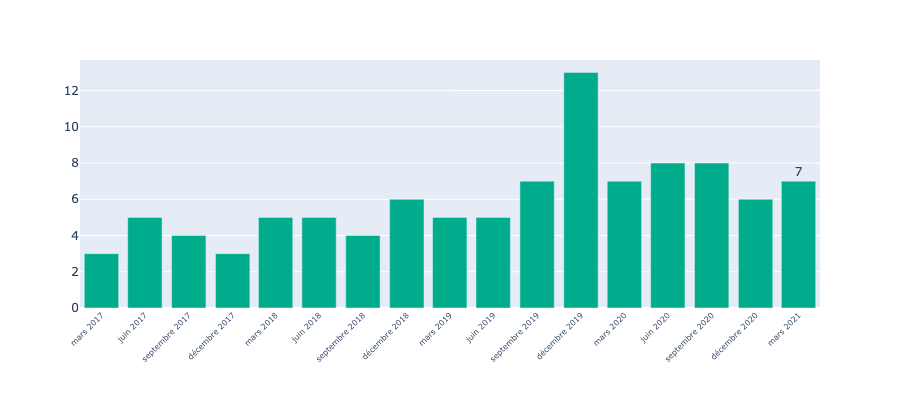 12
10
8
6
4
2
0
7
mars 2017
juin 2017
septembre 2017
décembre 2017
mars 2018
juin 2018
septembre 2018
décembre 2018
mars 2019
juin 2019
septembre 2019
décembre 2019
mars 2020
juin 2020
septembre 2020
décembre 2020
mars 2021